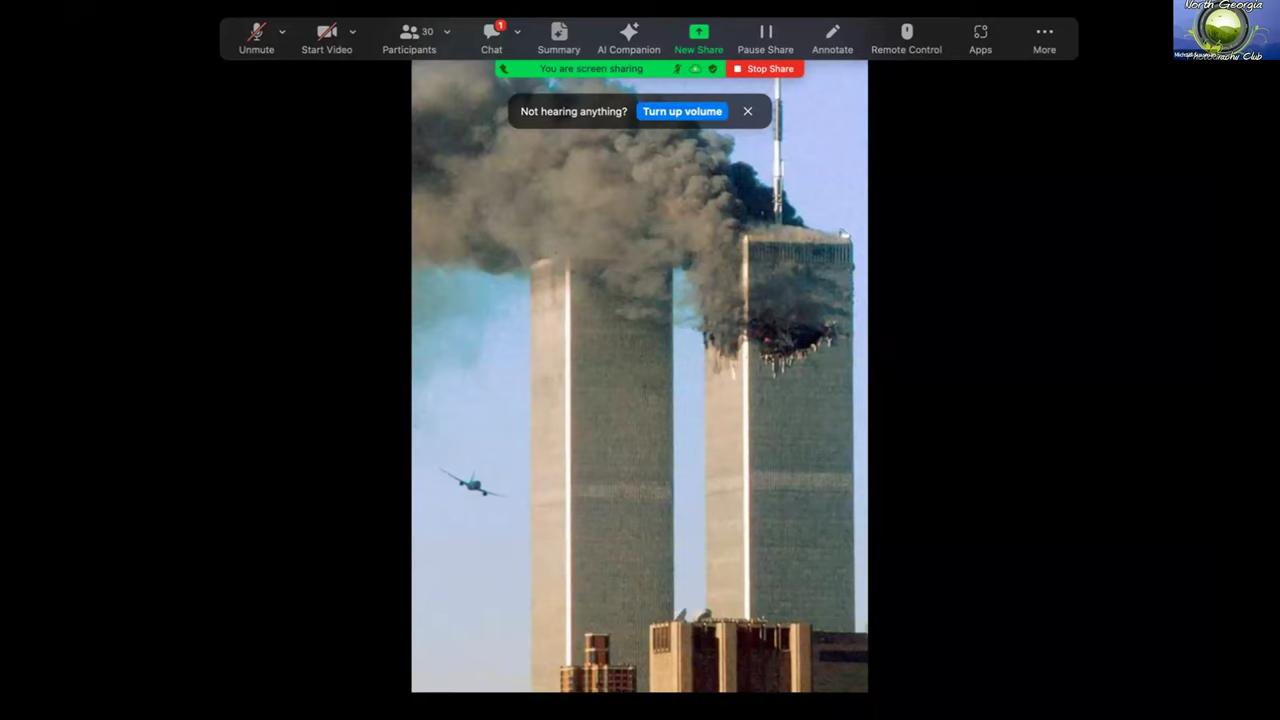 30
1
Unmute
Start Video
Participants
Chat
Summary
AI Companion
New Share
Pause Share
Annotate
Remote Control
Apps
More
You are screen sharing
Stop Share
Not hearing anything?
Turn up volume
North Georgia
Photography Club